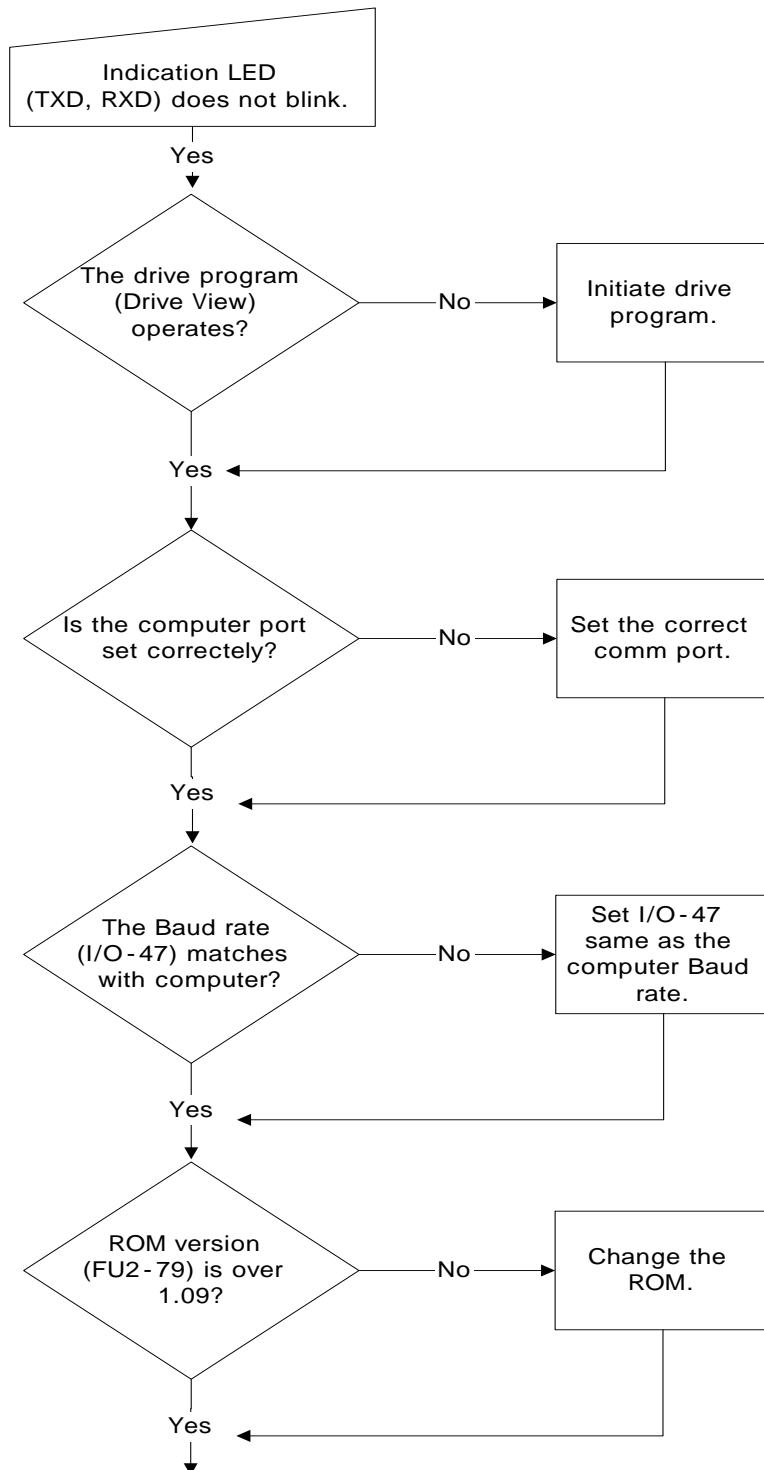 Indication LED
(TXD, RXD) does not blink.
Yes
The drive program
(Drive View)
operates?
No
Initiate drive
program.
Yes
Is the computer port
set correctely?
No
Set the correct
comm port.
Yes
The Baud rate
(I/O-47) matches
with computer?
No
Set I/O-47
same as the
computer Baud
rate.
Yes
ROM version
(FU2-79) is over
1.09?
No
Change the
ROM.
Yes